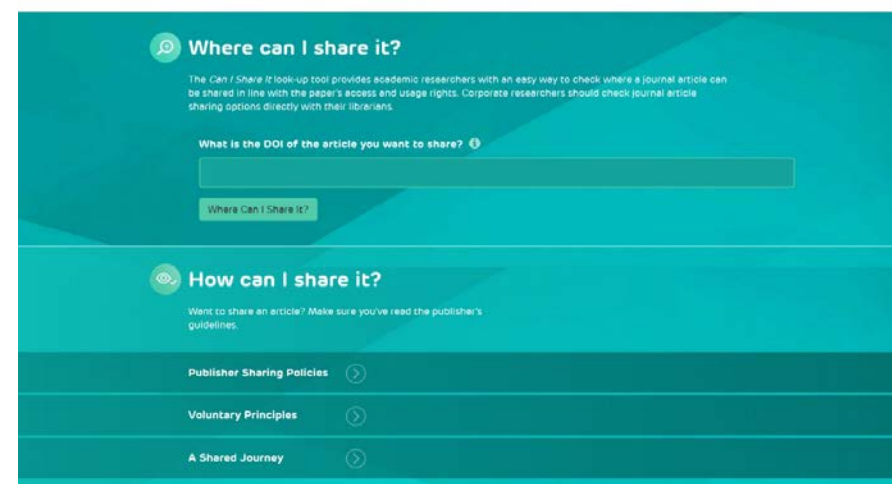 Where can I share it?
The Can I Share It look-up tool provides academic researchers with an easy way to check where a journal article can
be shared in line with the paper's access and usage rights. Corporate researchers should check journal article
sharing options directly with their librarians.
What is the DOI of the article you want to share?
Where Can I Share It?
How can I share it?
Want to share an article? Make sure you've read the publisher's
guidelines.
Publisher Sharing Policies
Voluntary Principles
A Shared Journey